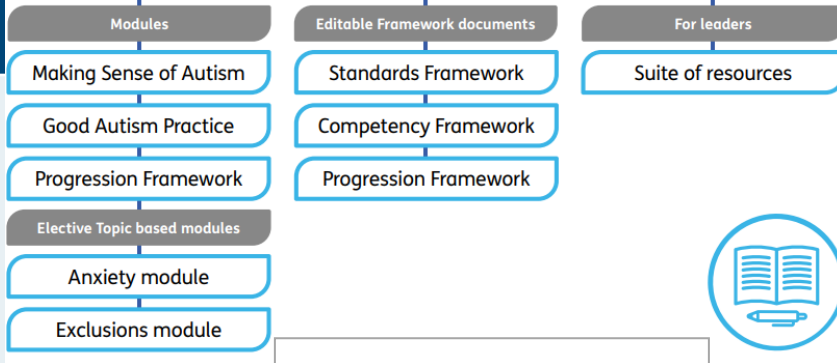 Modules
Making Sense of Autism
Good Autism Practice
Progression Framework
Elective Topic based modules
Anxiety module
Exclusions module
Editable Framework documents
Standards Framework
Competency Framework
Progression Framework
For leaders
Suite of resources